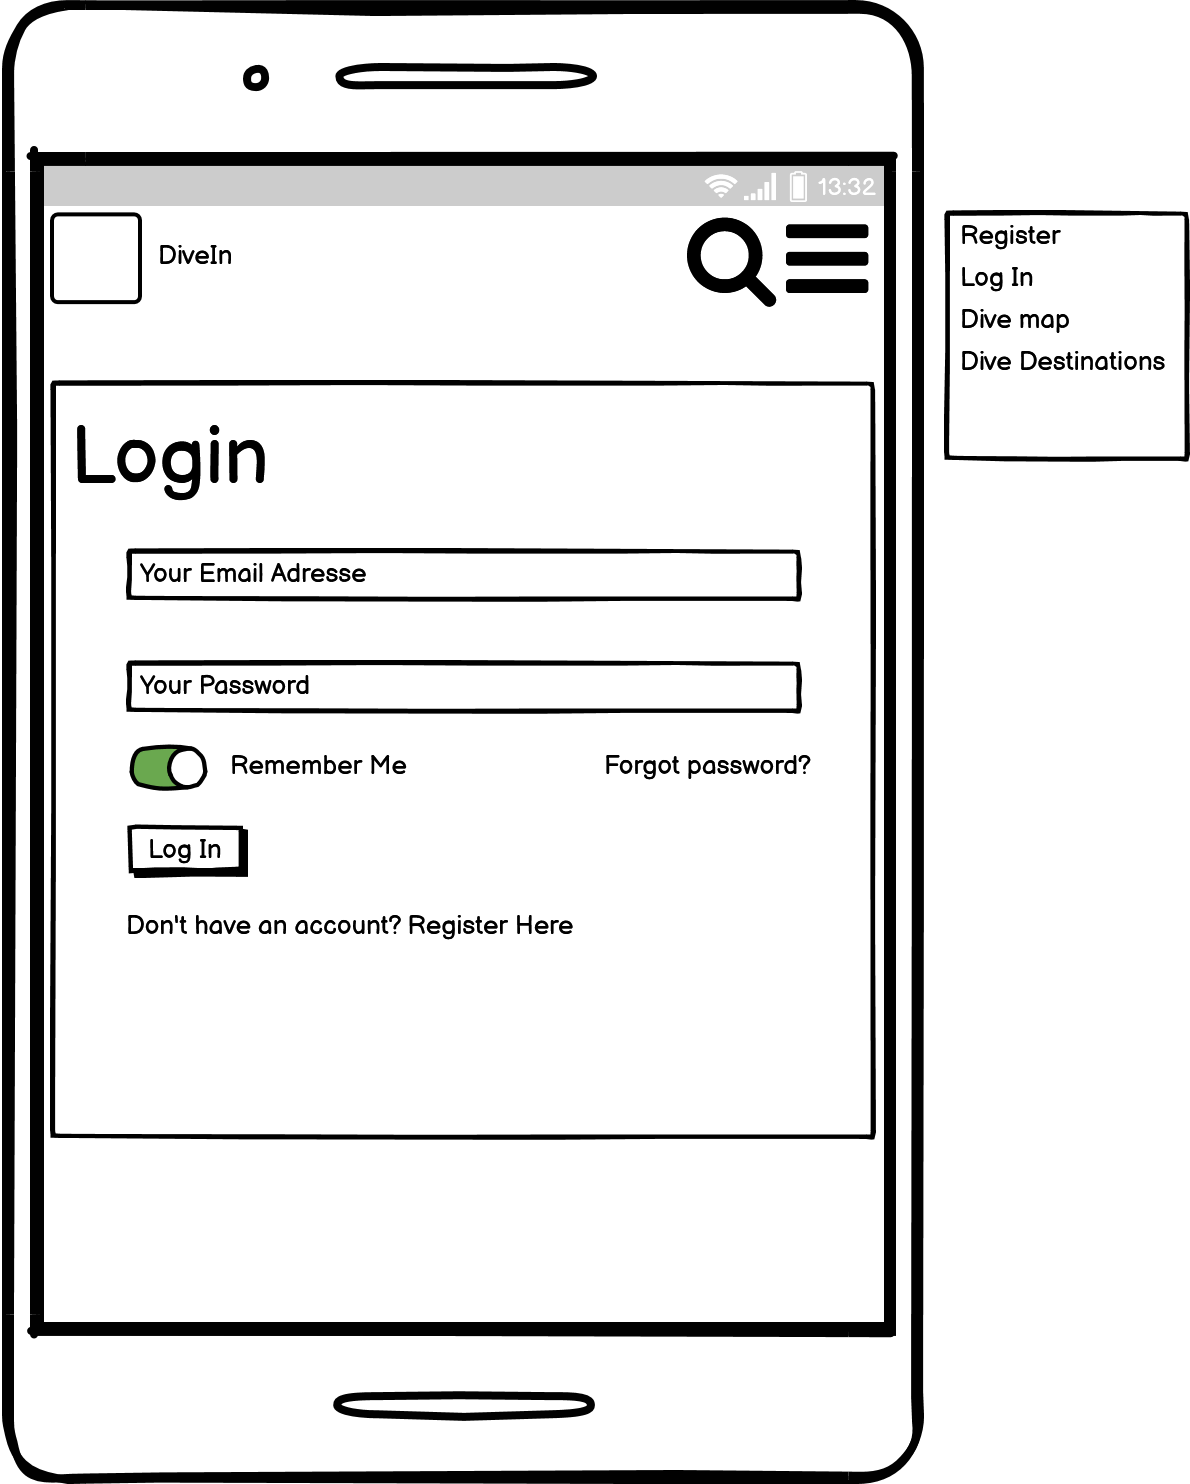 13:32
DiveIn
Register
Log In
Dive map
Dive Destinations
Login
Your Email Adresse
Your Password
Remember Me
Forgot password?
Log In
Don't have an account? Register Here